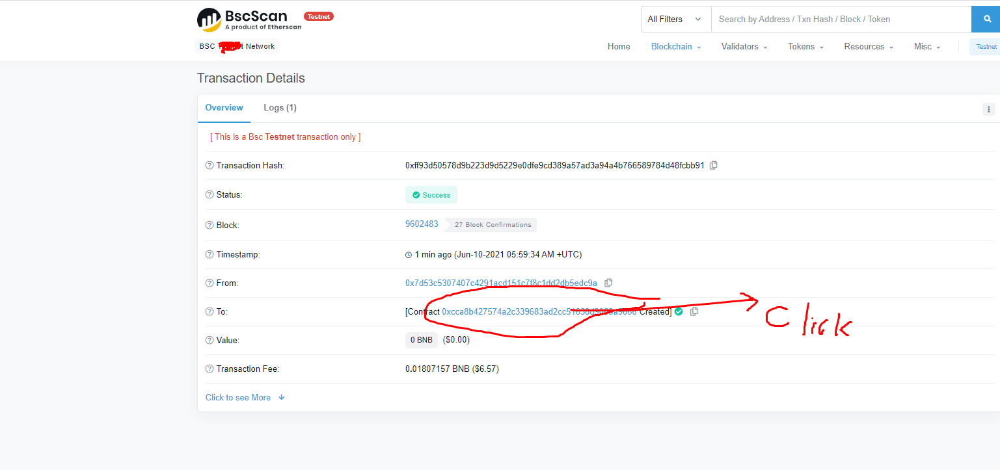 BscScan Testnet
A product of Etherscan
All Filters Search by Address / Txn Hash / Block / Token
BSC Network
Home Blockchain Validators Tokens Resources Misc Testnet
Transaction Details
Overview Logs (1)
[ This is a Bsc Testnet transaction only ]
Transaction Hash: 0xff93d50578d9b223d9d5229e0dfe9cd389a57ad3a94a4b766589784d48fcbb91
Status: Success
Block: 9602483 27 Block Confirmations
Timestamp: 1 min ago (Jun-10-2021 05:59:34 AM +UTC)
From: 0x7d53c5307407c4291acd151c7f8c1dd2db5edc9a
To: [Contract Created]
Click
Value: 0 BNB ($0.00)
Transaction Fee: 0.01807157 BNB ($6.57)
Click to see More